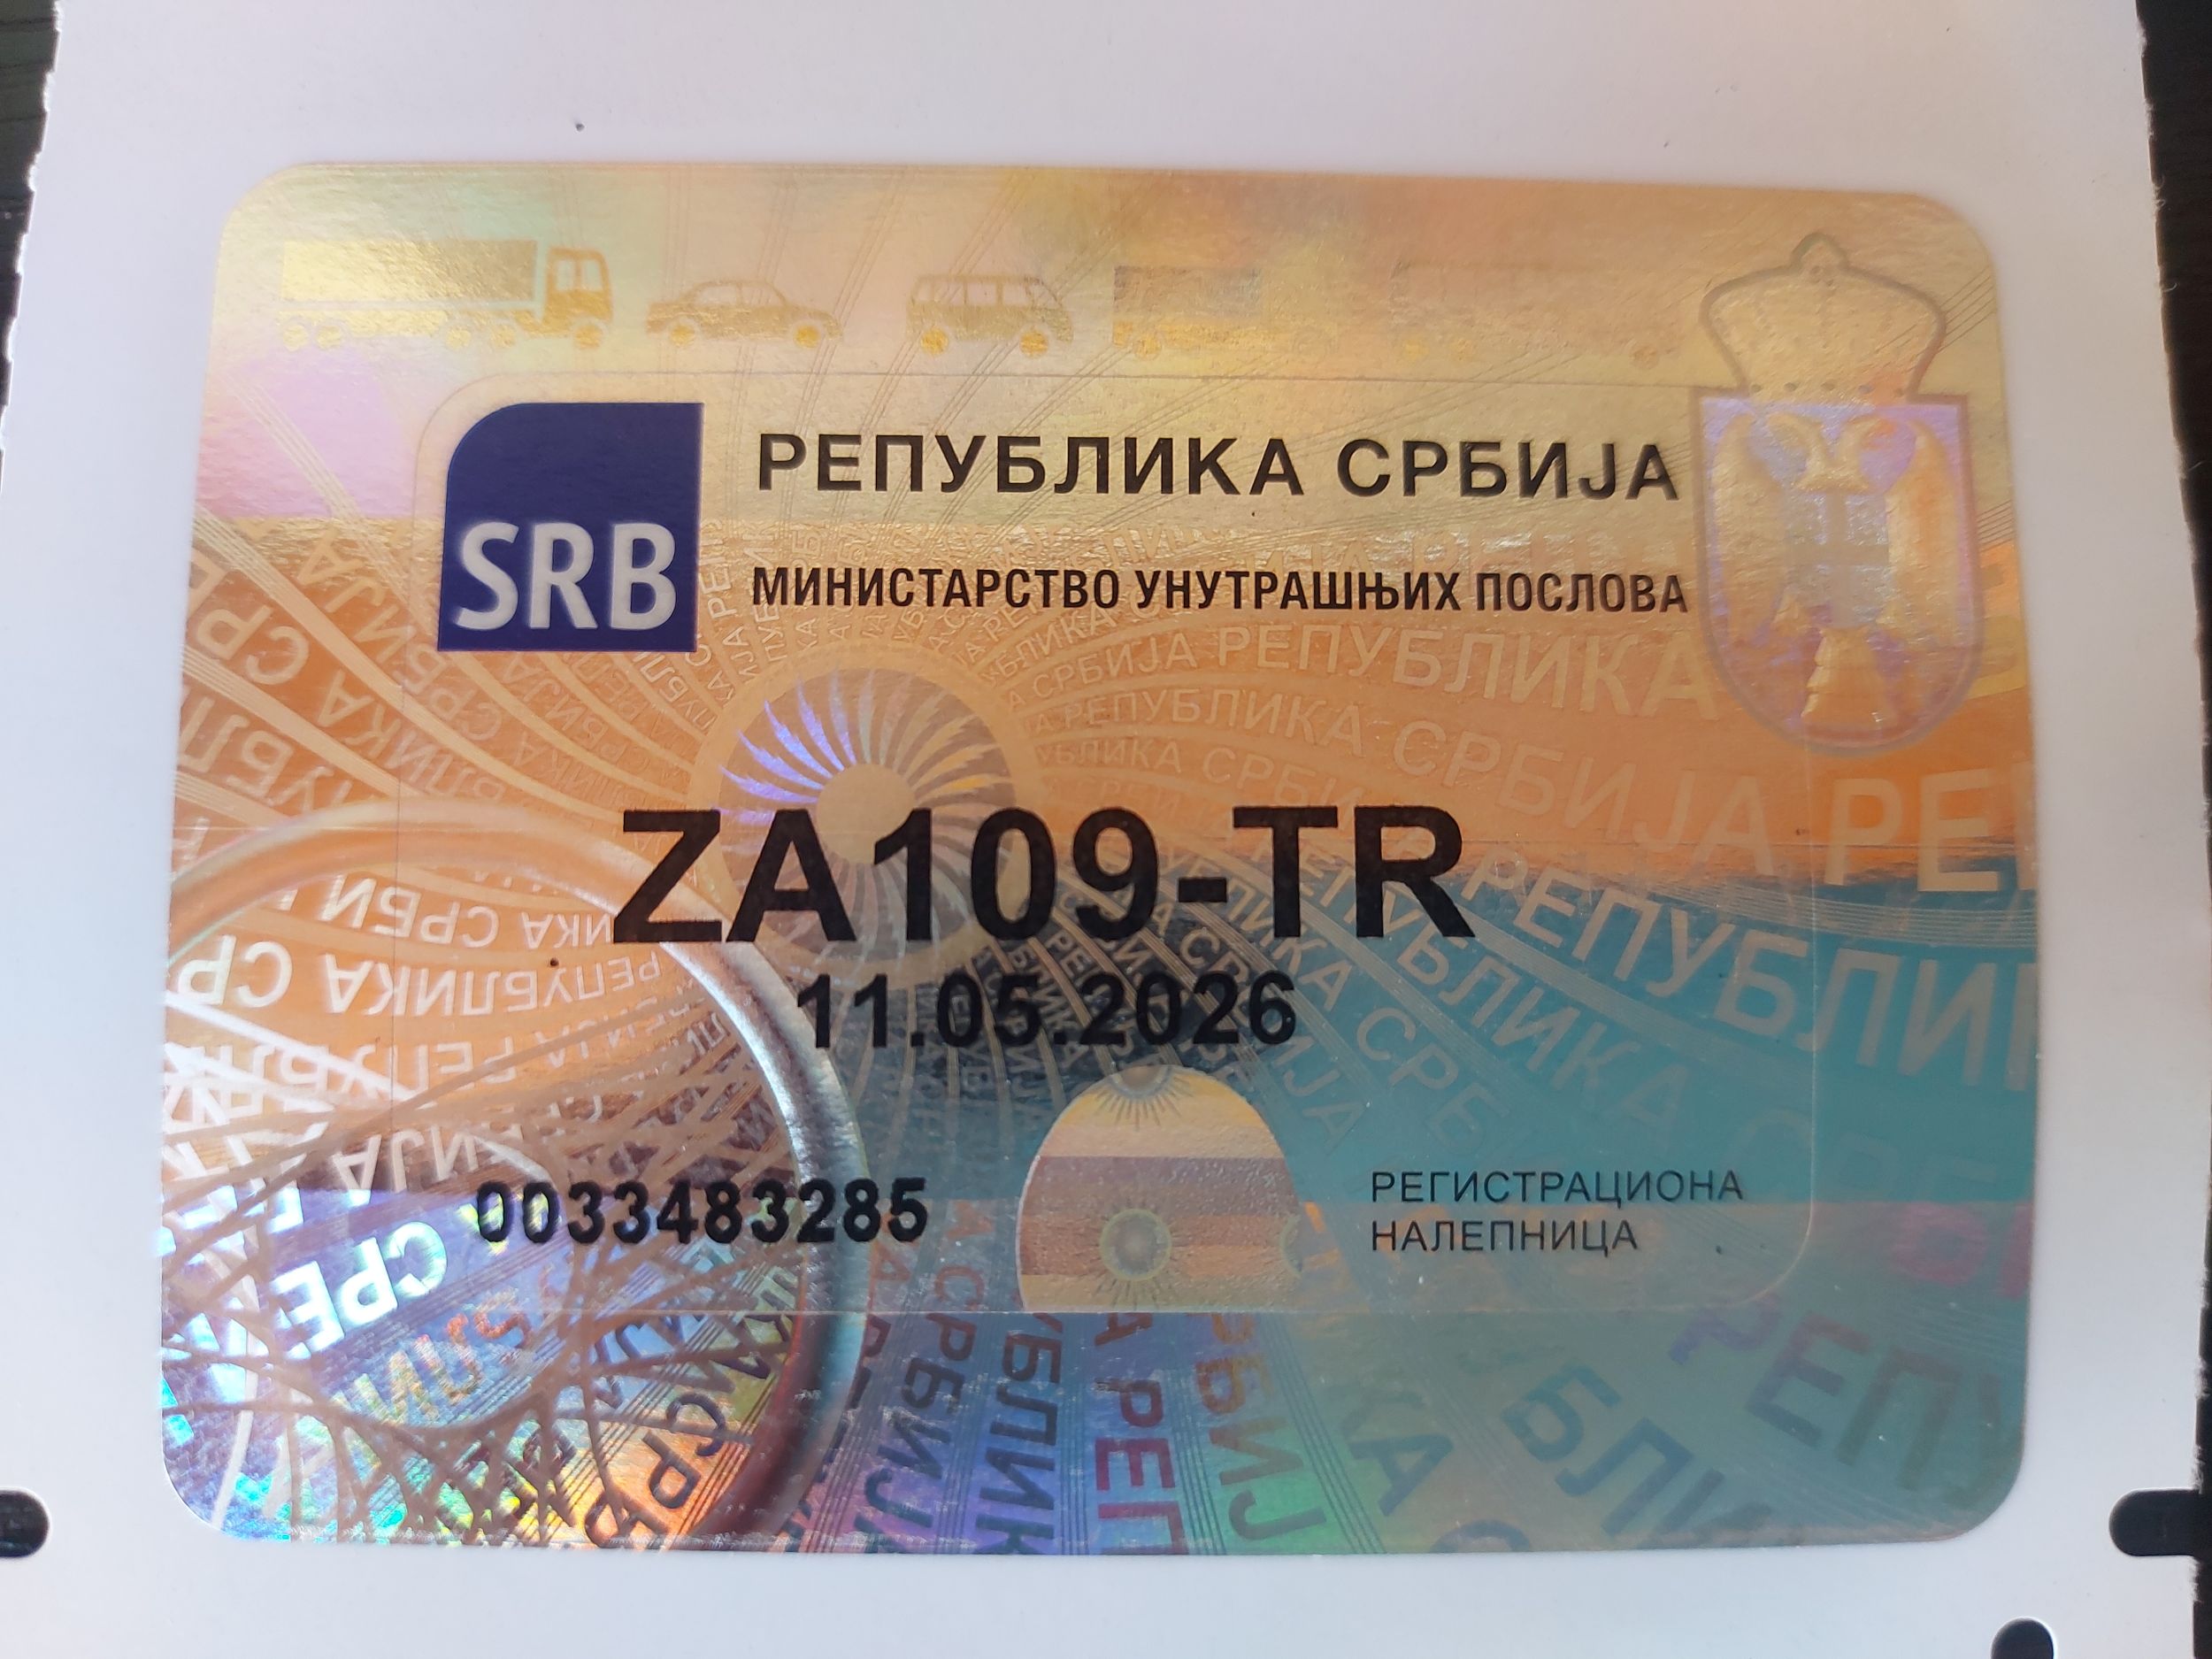 SRB
РЕПУБЛИКА СРБИЈА
МИНИСТАРСТВО УНУТРАШЊИХ ПОСЛОВА
ZA109-TR
11.05.2026
0033483285
РЕГИСТРАЦИОНА
НАЛЕПНИЦА